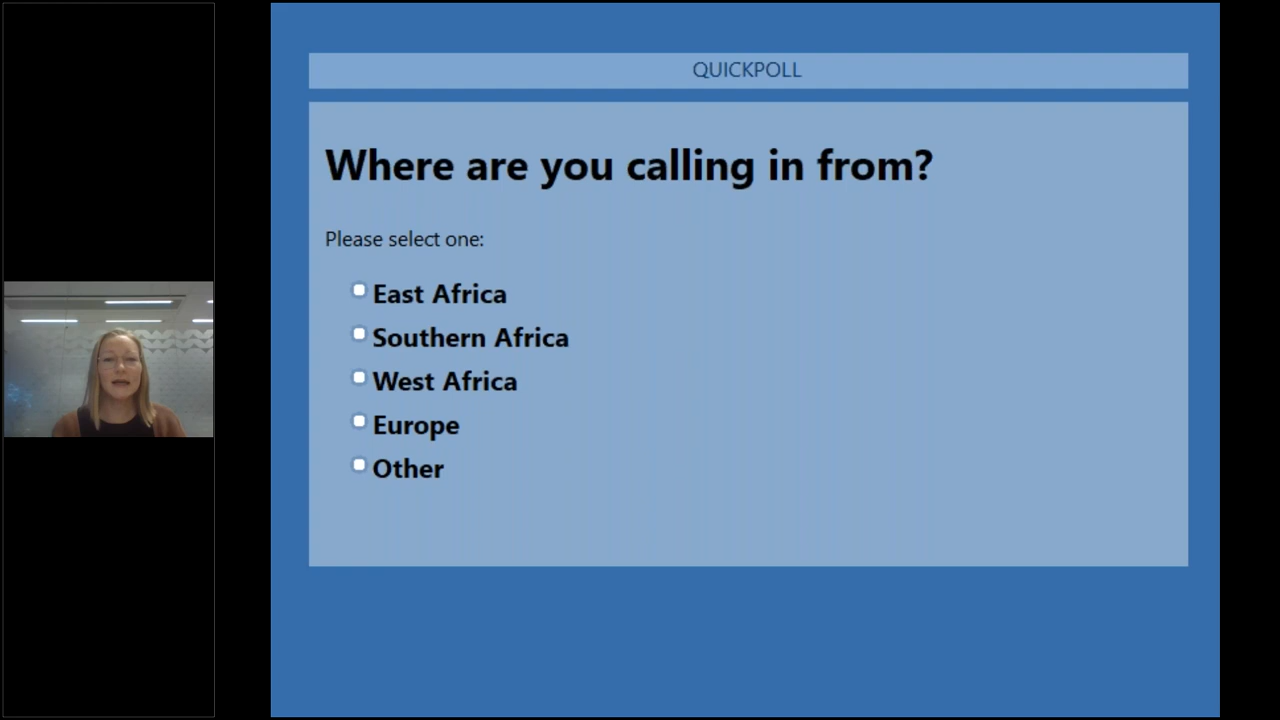 QUICKPOLL
Where are you calling in from?
Please select one:
East Africa
Southern Africa
West Africa
Europe
Other